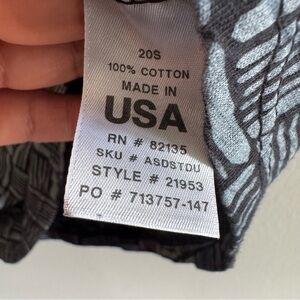 20S
100% COTTON
MADE IN
USA
RN # 82135
SKU # ASDSTDU
STYLE # 21953
PO # 713757-147